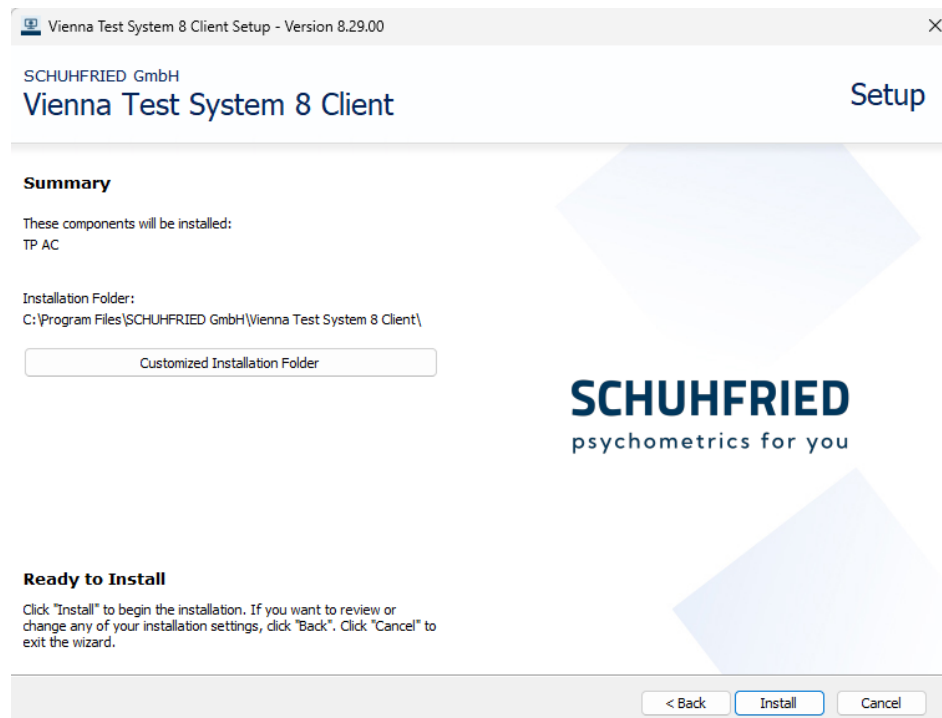 Vienna Test System 8 Client Setup - Version 8.29.00
SCHUHFRIED GmbH
Vienna Test System 8 Client
Setup
Summary
These components will be installed:
TP AC
Installation Folder:
C:\Program Files\SCHUHFRIED GmbH\Vienna Test System 8 Client\
Customized Installation Folder
SCHUHFRIED
psychometrics for you
Ready to Install
Click "Install" to begin the installation. If you want to review or
change any of your installation settings, click "Back". Click "Cancel" to
exit the wizard.
< Back
Install
Cancel